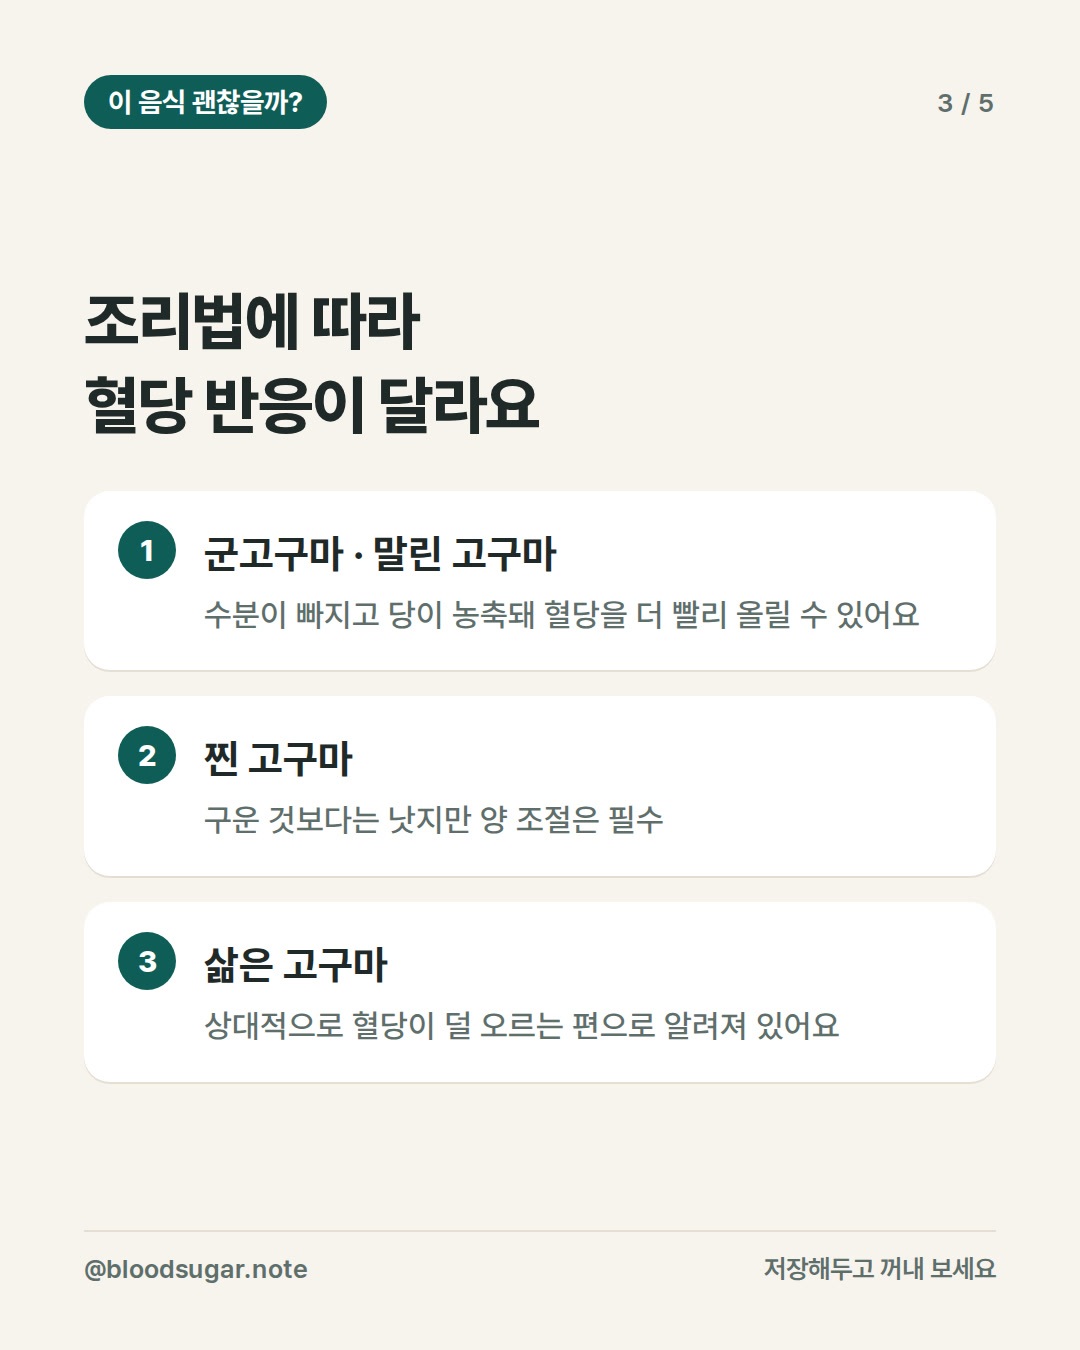 이 음식 괜찮을까?
3 / 5
조리법에 따라
혈당 반응이 달라요
1
군고구마 · 말린 고구마
수분이 빠지고 당이 농축돼 혈당을 더 빨리 올릴 수 있어요
2
찐 고구마
구운 것보다는 낫지만 양 조절은 필수
3
삶은 고구마
상대적으로 혈당이 덜 오르는 편으로 알려져 있어요
@bloodsugar.note
저장해두고 꺼내 보세요